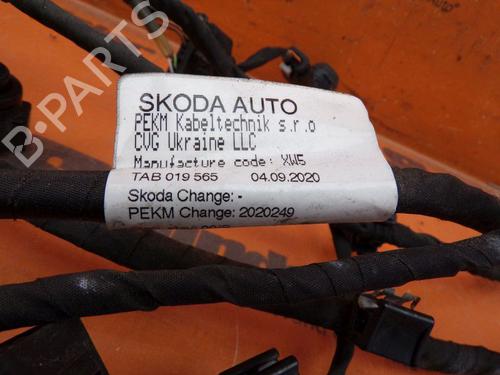 SKODA AUTO
PEKM Kabeltechnik s.r.o
CVG Ukraine LLC
Manufacture code: XW5
TAB 019 565 04.09.2020
Skoda Change: -
PEKM Change: 2020249
B-PARTS